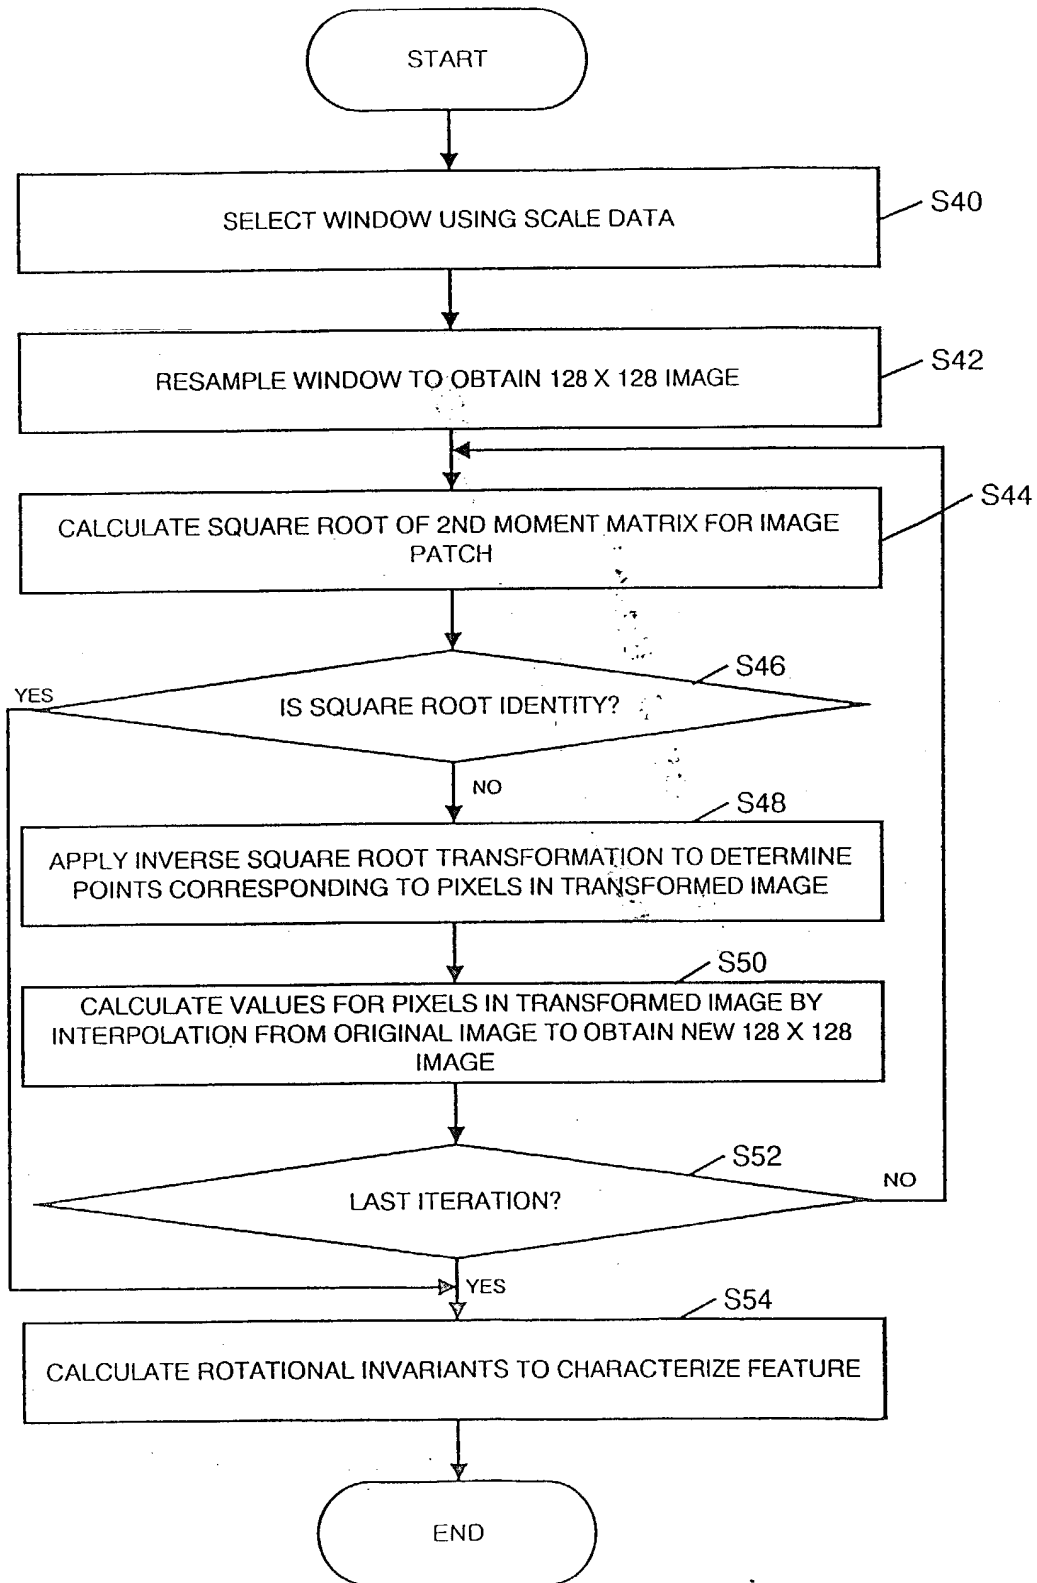 START
SELECT WINDOW USING SCALE DATA
S40
RESAMPLE WINDOW TO OBTAIN 128 X 128 IMAGE
S42
CALCULATE SQUARE ROOT OF 2ND MOMENT MATRIX FOR IMAGE
PATCH
S44
IS SQUARE ROOT IDENTITY?
S46
YES
NO
APPLY INVERSE SQUARE ROOT TRANSFORMATION TO DETERMINE
POINTS CORRESPONDING TO PIXELS IN TRANSFORMED IMAGE
S48
CALCULATE VALUES FOR PIXELS IN TRANSFORMED IMAGE BY
INTERPOLATION FROM ORIGINAL IMAGE TO OBTAIN NEW 128 X 128
IMAGE
S50
LAST ITERATION?
S52
NO
YES
CALCULATE ROTATIONAL INVARIANTS TO CHARACTERIZE FEATURE
S54
END